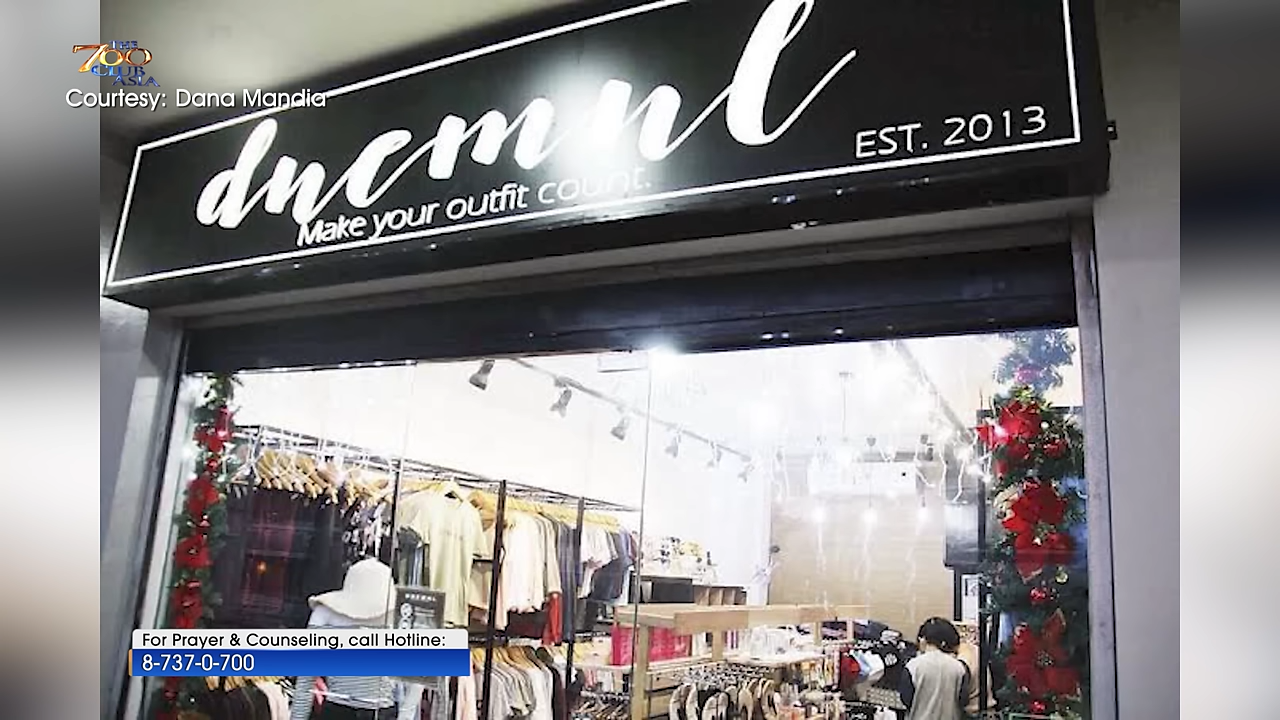 THE
700
CLUB
ASIA
Courtesy: Dana Mandia
dncmnl
EST. 2013
Make your outfit count.
For Prayer & Counseling, call Hotline:
8-737-0-700